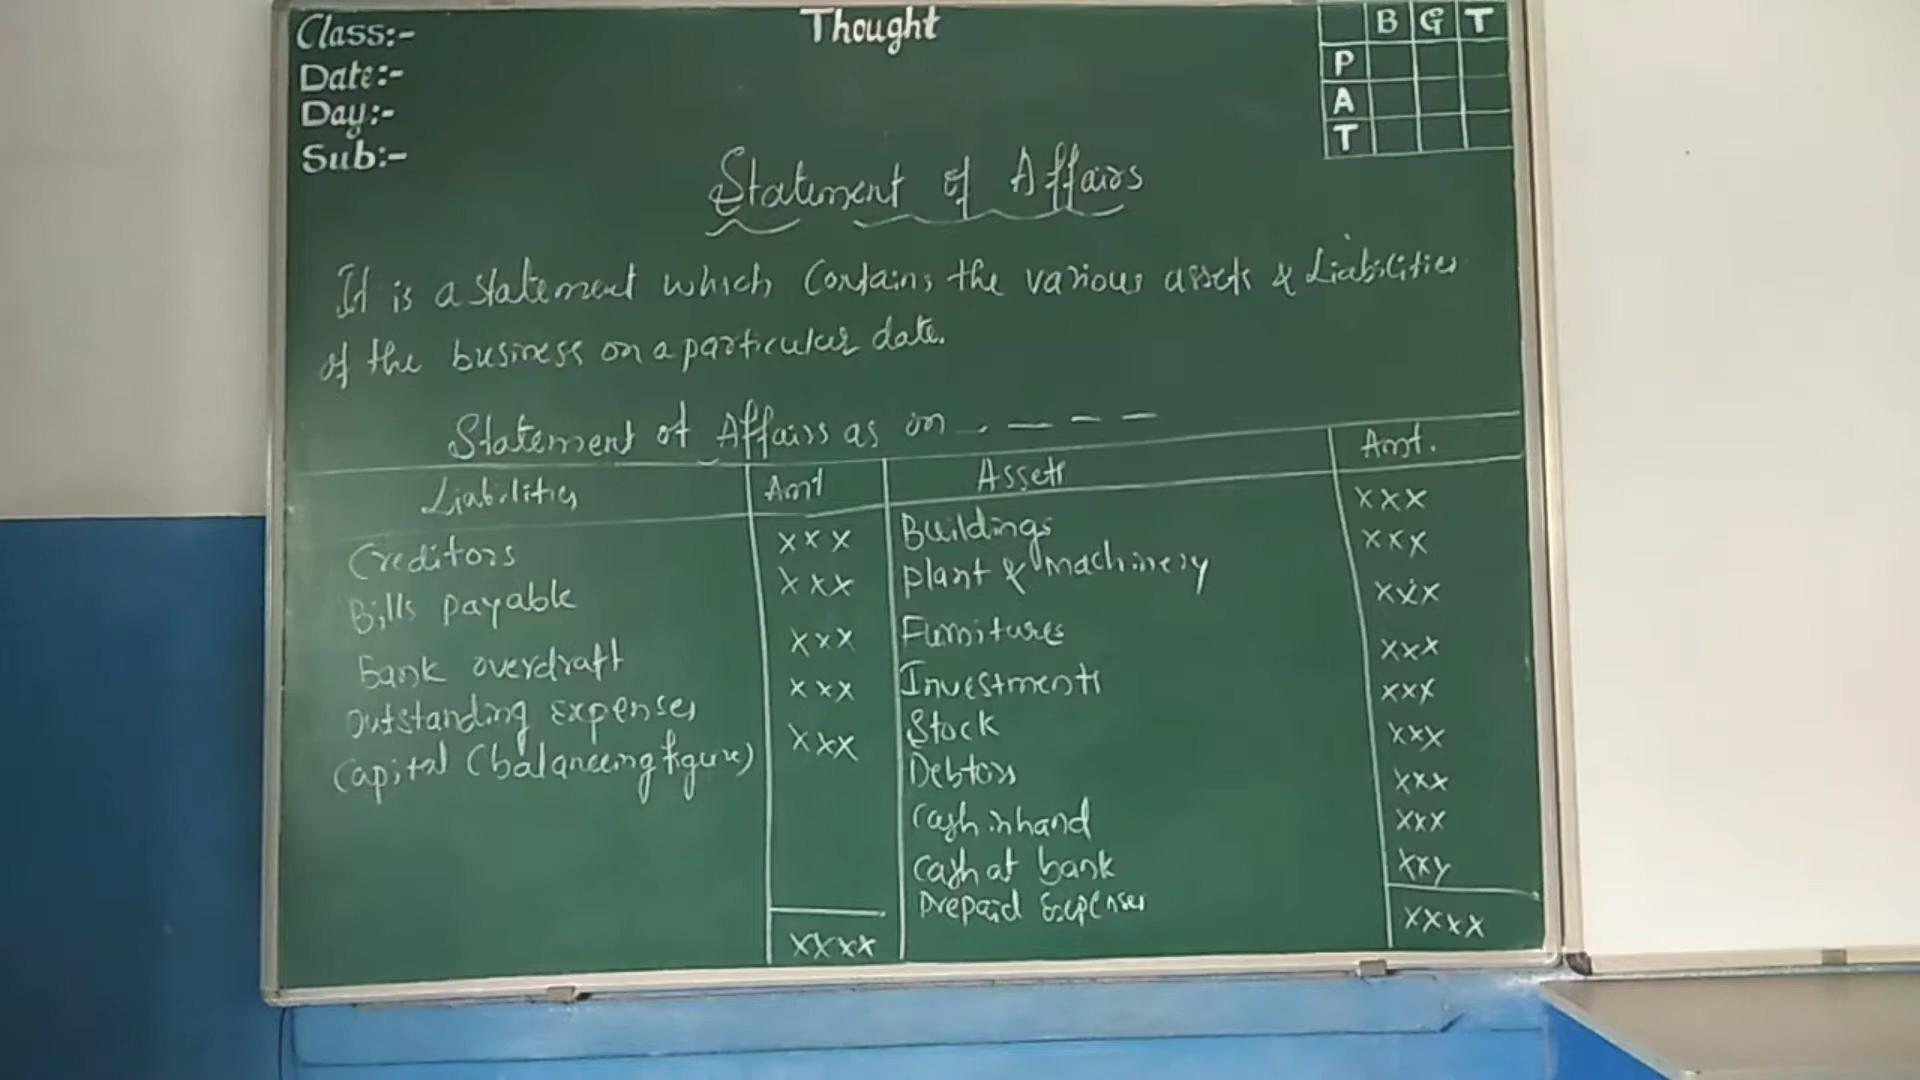 Class:-
Thought
B G T
Date:-
P
Day:-
A
Sub:-
T
Statement of Affairs
It is a statement which Contains the various assets & Liabilities
of the business on a particular date.
Statement of Affairs as on . — — —
Liabilities Amt Assets Amt.
Creditors xxx Buildings xxx
Bills payable xxx plant & machinery xxx
Bank overdraft xxx Furnitures xxx
Outstanding Expenses xxx Investments xxx
Capital (balanceing figure) xxx Stock xxx
Debtors xxx
Cash in hand xxx
Cash at bank xxx
Prepaid Expenses xxy
xxxx xxxx